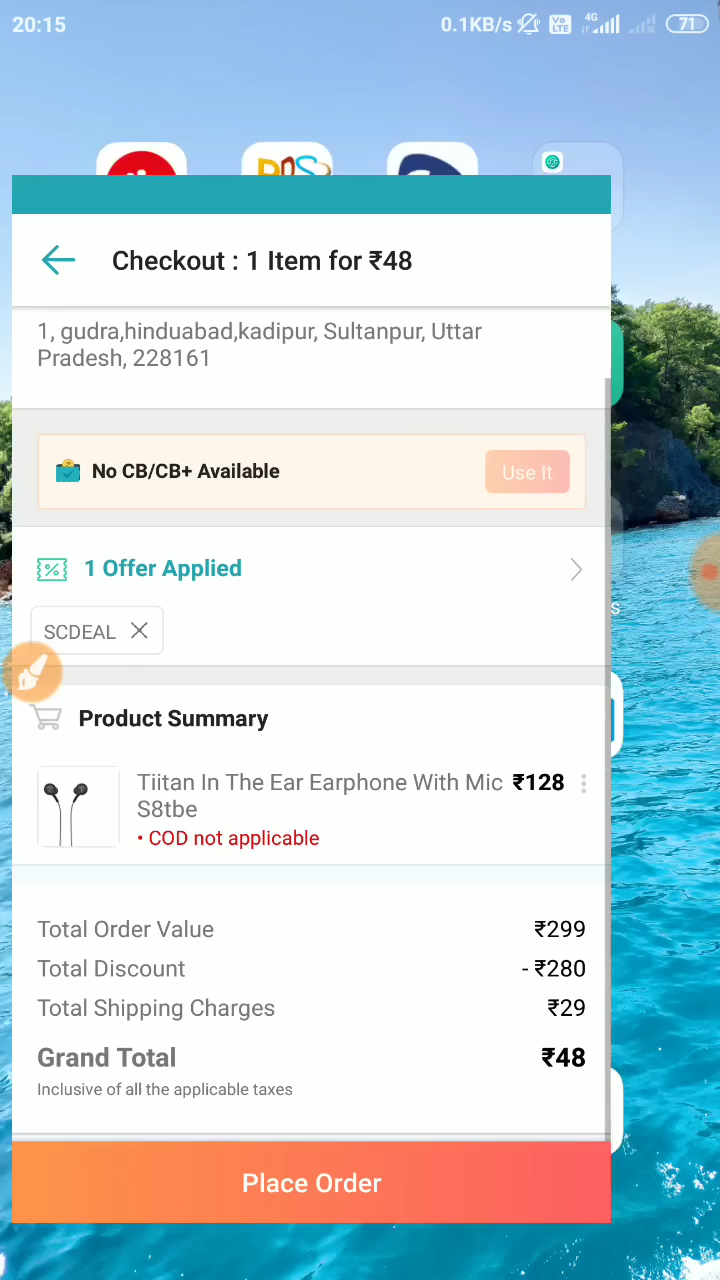 20:15
0.1KB/s
Vo
LTE
4G
71
Checkout : 1 Item for ₹48
1, gudra,hinduabad,kadipur, Sultanpur, Uttar
Pradesh, 228161
No CB/CB+ Available
Use It
1 Offer Applied
SCDEAL
s
Product Summary
Tiitan In The Ear Earphone With Mic ₹128
S8tbe
• COD not applicable
Total Order Value ₹299
Total Discount - ₹280
Total Shipping Charges ₹29
Grand Total ₹48
Inclusive of all the applicable taxes
Place Order